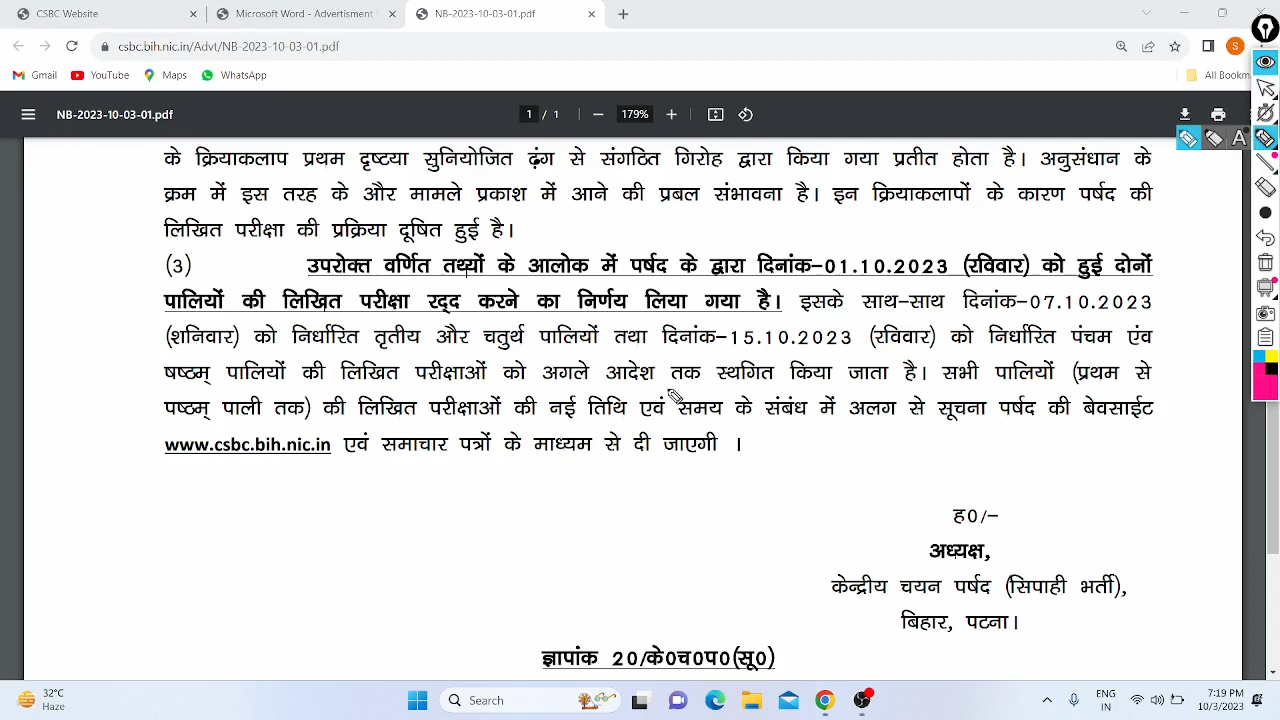 CSBC Website
Microsoft Word - Advertisment
NB-2023-10-03-01.pdf
csbc.bih.nic.in/Advt/NB-2023-10-03-01.pdf
S
Gmail YouTube Maps WhatsApp All Bookm
NB-2023-10-03-01.pdf 1 / 1 179%
A
के क्रियाकलाप प्रथम दृष्टया सुनियोजित ढंग से संगठित गिरोह द्वारा किया गया प्रतीत होता है। अनुसंधान के
क्रम में इस तरह के और मामले प्रकाश में आने की प्रबल संभावना है। इन क्रियाकलापों के कारण पर्षद की
लिखित परीक्षा की प्रक्रिया दूषित हुई है।
(3) उपरोक्त वर्णित तथ्यों के आलोक में पर्षद के द्वारा दिनांक-01.10.2023 (रविवार) को हुई दोनों
पालियों की लिखित परीक्षा रद्द करने का निर्णय लिया गया है। इसके साथ-साथ दिनांक-07.10.2023
(शनिवार) को निर्धारित तृतीय और चतुर्थ पालियों तथा दिनांक-15.10.2023 (रविवार) को निर्धारित पंचम एंव
षष्ठम् पालियों की लिखित परीक्षाओं को अगले आदेश तक स्थगित किया जाता है। सभी पालियों (प्रथम से
षष्ठम् पाली तक) की लिखित परीक्षाओं की नई तिथि एवं समय के संबंध में अलग से सूचना पर्षद की बेवसाईट
www.csbc.bih.nic.in एवं समाचार पत्रों के माध्यम से दी जाएगी ।
ह0/-
अध्यक्ष,
केन्द्रीय चयन पर्षद (सिपाही भर्ती),
बिहार, पटना।
ज्ञापांक 20/के0च0प0(सू0)
32°C
Haze
Search
ENG
IN
7:19 PM
10/3/2023